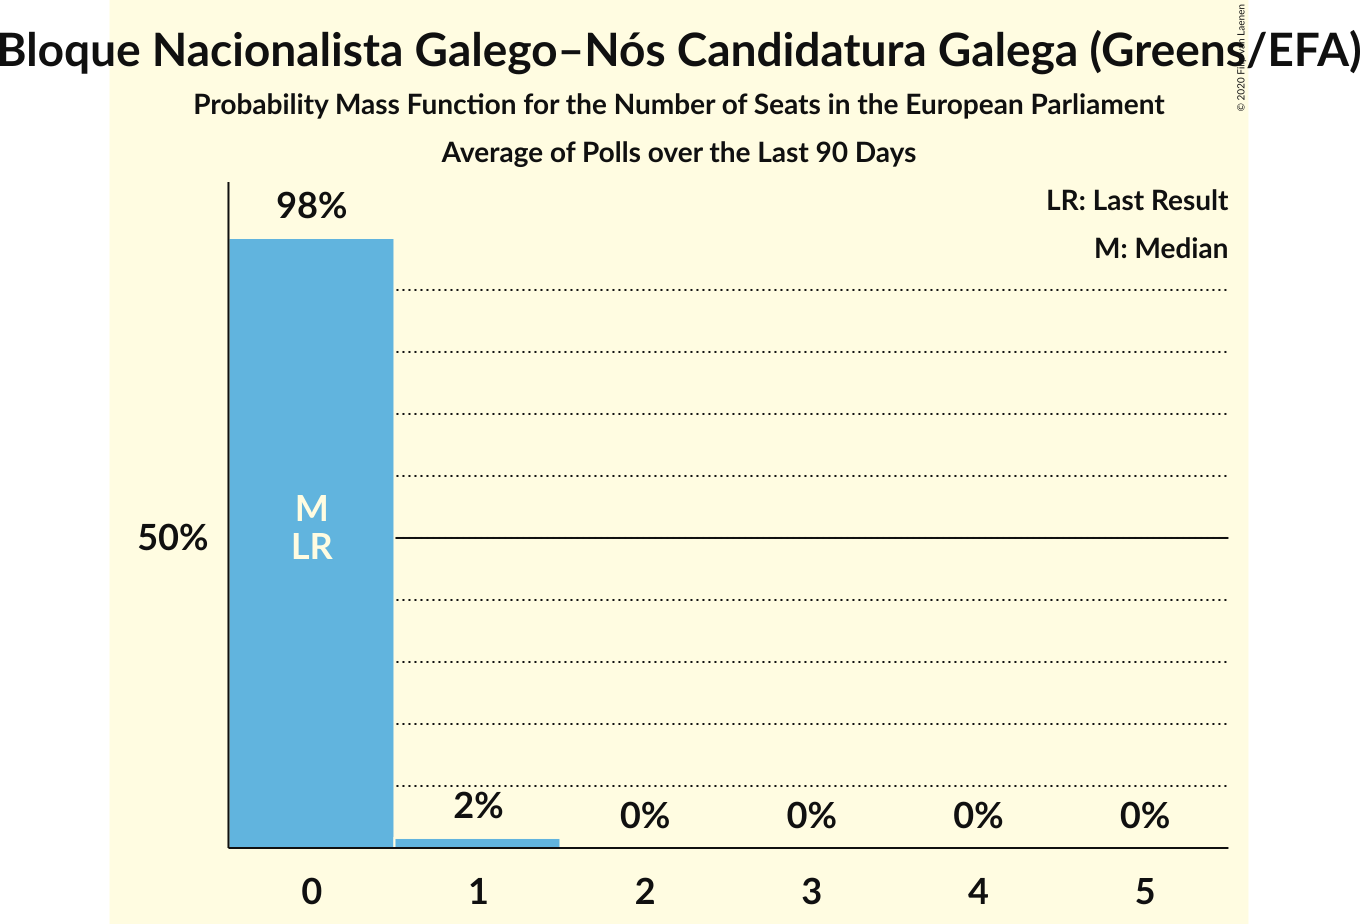 Bloque Nacionalista Galego–Nós Candidatura Galega (Greens/EFA)
Probability Mass Function for the Number of Seats in the European Parliament
Average of Polls over the Last 90 Days
© 2020 Laenen
LR: Last Result
M: Median
98%
M
LR
50%
2%
0%
0%
0%
0%
0
1
2
3
4
5